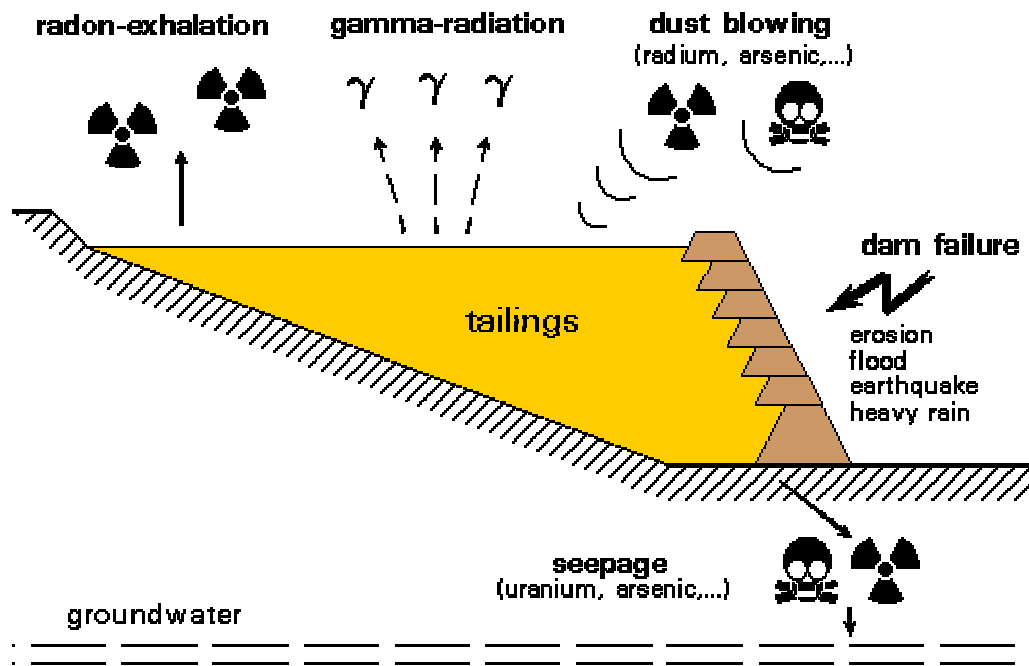 radon-exhalation
gamma-radiation
dust blowing
(radium, arsenic,...)
γ γ γ
dam failure
tailings
erosion
flood
earthquake
heavy rain
seepage
(uranium, arsenic,...)
groundwater